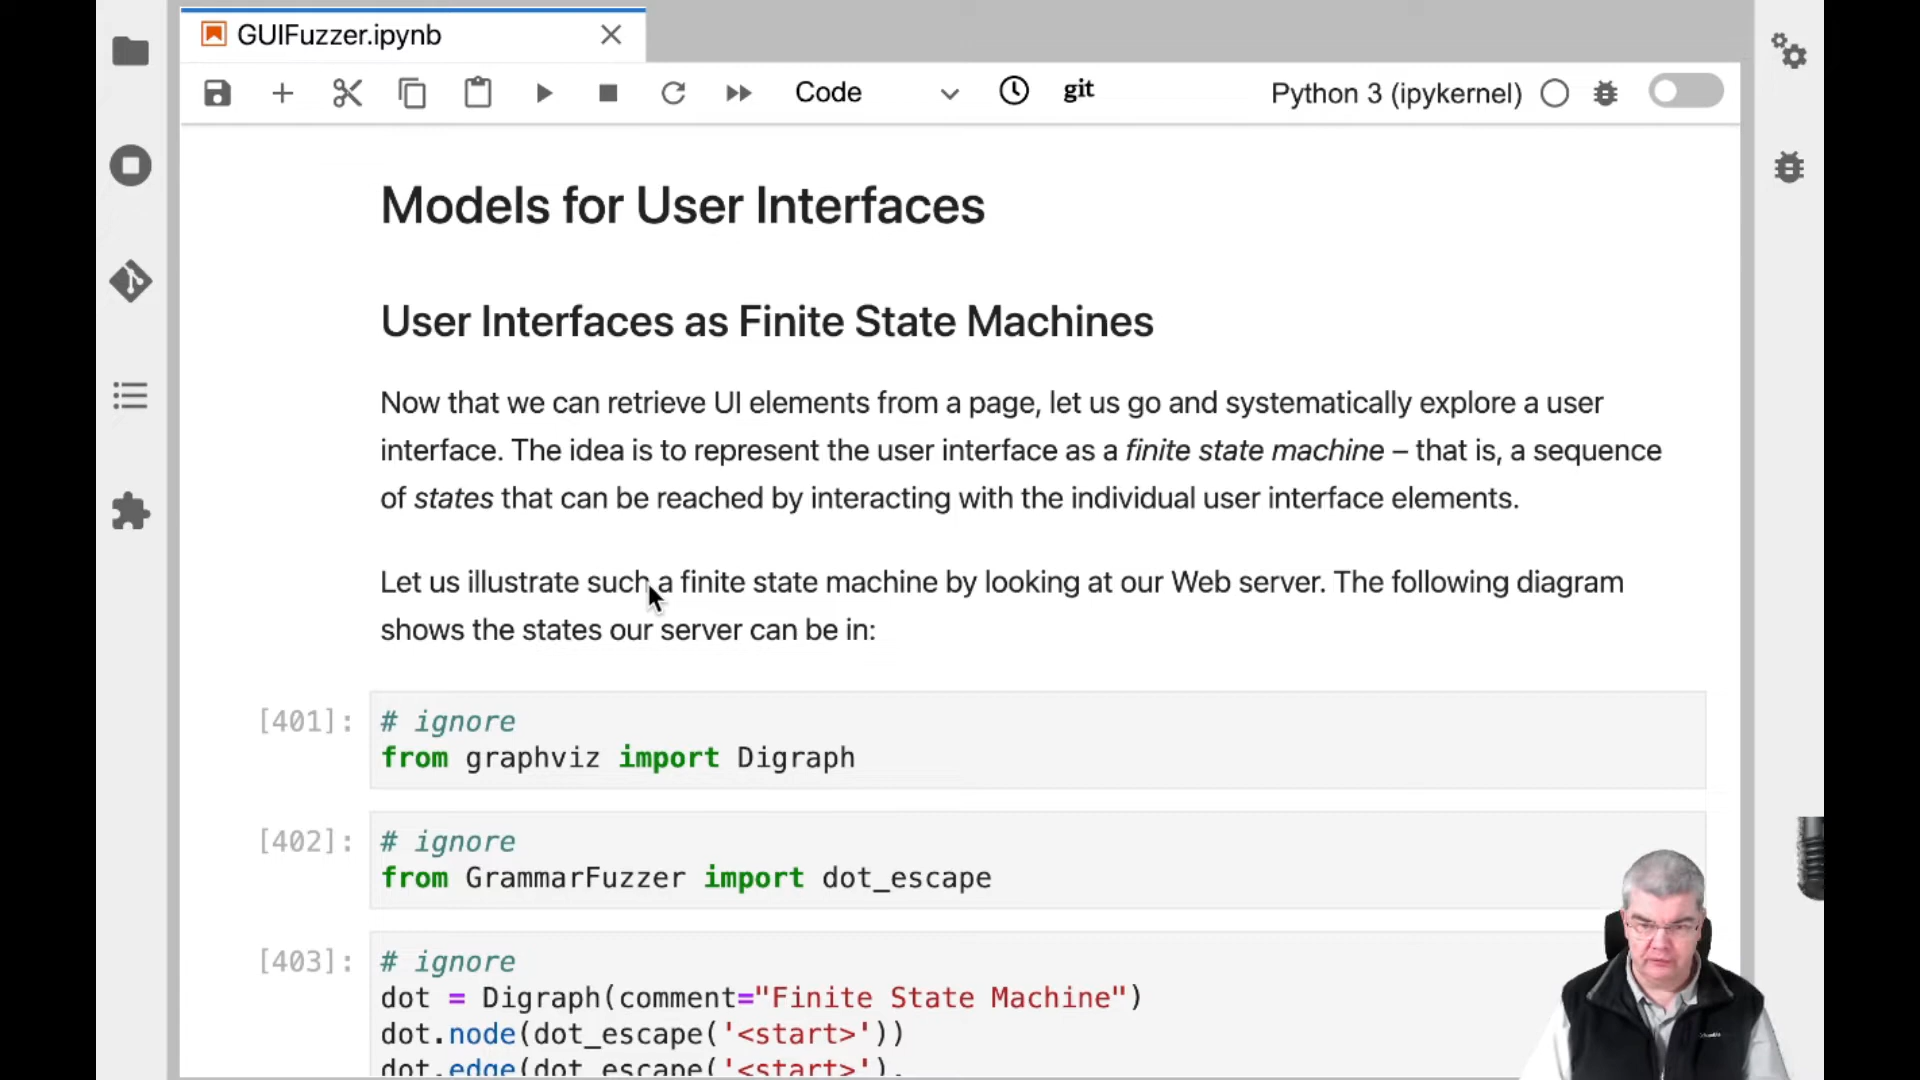 GUIFuzzer.ipynb
Code
git
Python 3 (ipykernel)
Models for User Interfaces
User Interfaces as Finite State Machines
Now that we can retrieve UI elements from a page, let us go and systematically explore a user
interface. The idea is to represent the user interface as a finite state machine – that is, a sequence
of states that can be reached by interacting with the individual user interface elements.
Let us illustrate such a finite state machine by looking at our Web server. The following diagram
shows the states our server can be in:
[401]: # ignore
from graphviz import Digraph
[402]: # ignore
from GrammarFuzzer import dot_escape
[403]: # ignore
dot = Digraph(comment="Finite State Machine")
dot.node(dot_escape('<start>'))
dot.edge(dot_escape('<start>'),